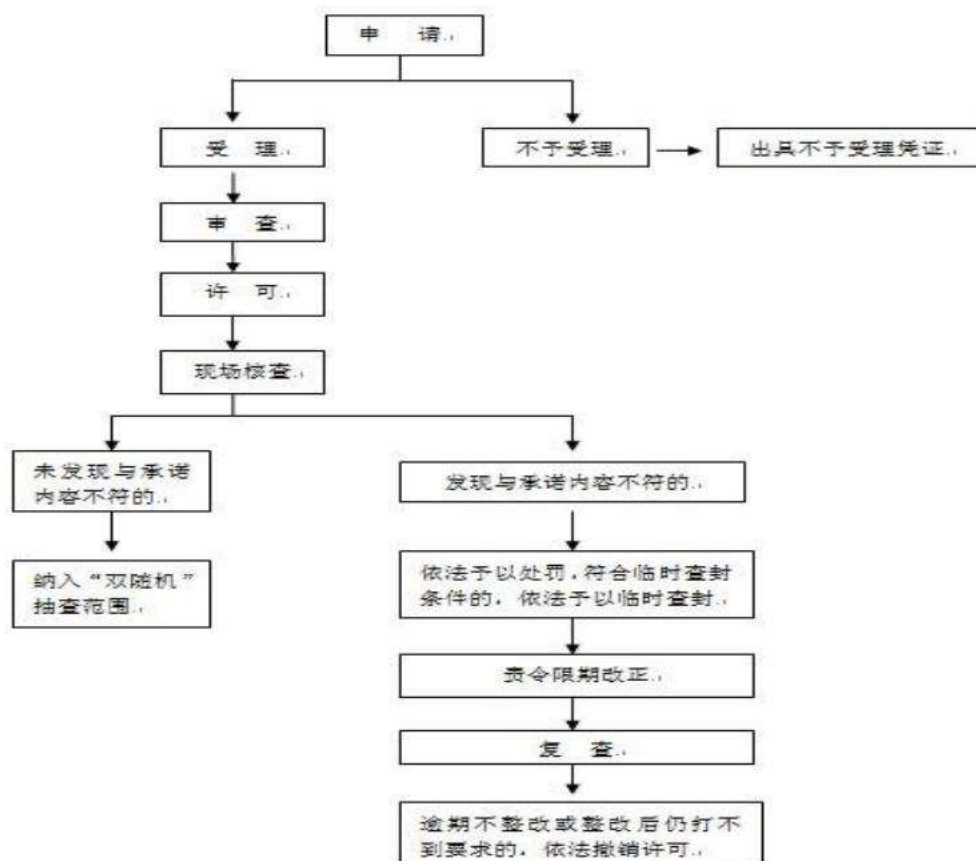 申 请
受 理
不予受理
出具不予受理凭证
审 查
许 可
现场核查
未发现与承诺
内容不符的
发现与承诺内容不符的
纳入“双随机”
抽查范围
依法予以处罚，符合临时查封
条件的，依法予以临时查封
责令限期改正
复 查
逾期不整改或整改后仍打不
到要求的，依法撤销许可